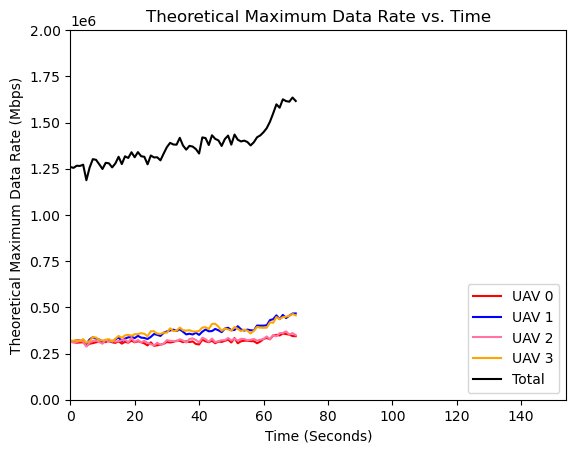 Theoretical Maximum Data Rate vs. Time
1e6
2.00
1.75
1.50
1.25
1.00
0.75
0.50
0.25
0.00
Theoretical Maximum Data Rate (Mbps)
UAV 0
UAV 1
UAV 2
UAV 3
Total
0 20 40 60 80 100 120 140
Time (Seconds)